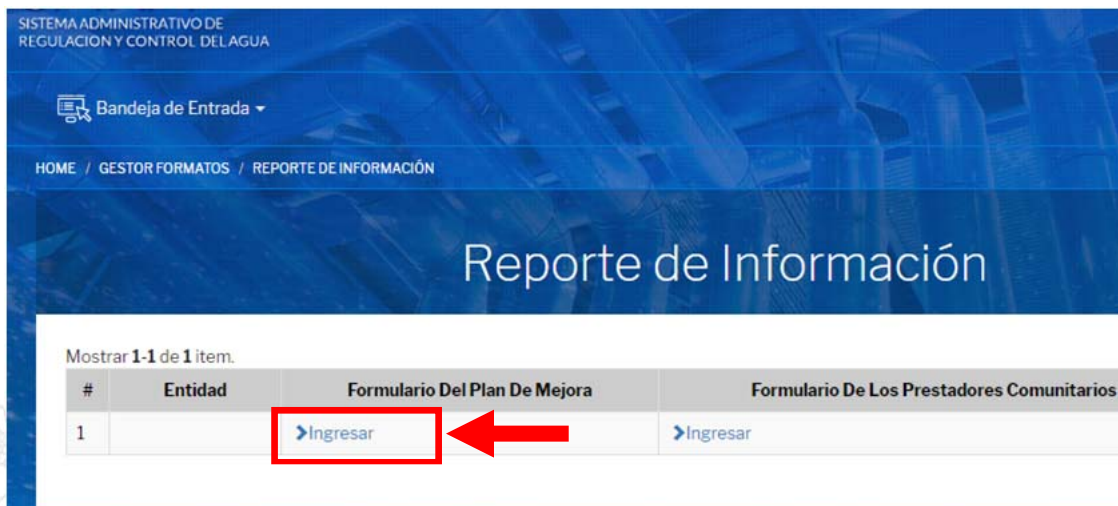 SISTEMA ADMINISTRATIVO DE
REGULACION Y CONTROL DEL AGUA
Bandeja de Entrada
HOME / GESTOR FORMATOS / REPORTE DE INFORMACIÓN
Reporte de Información
Mostrar 1-1 de 1 item.
# Entidad Formulario Del Plan De Mejora Formulario De Los Prestadores Comunitarios
1 Ingresar Ingresar